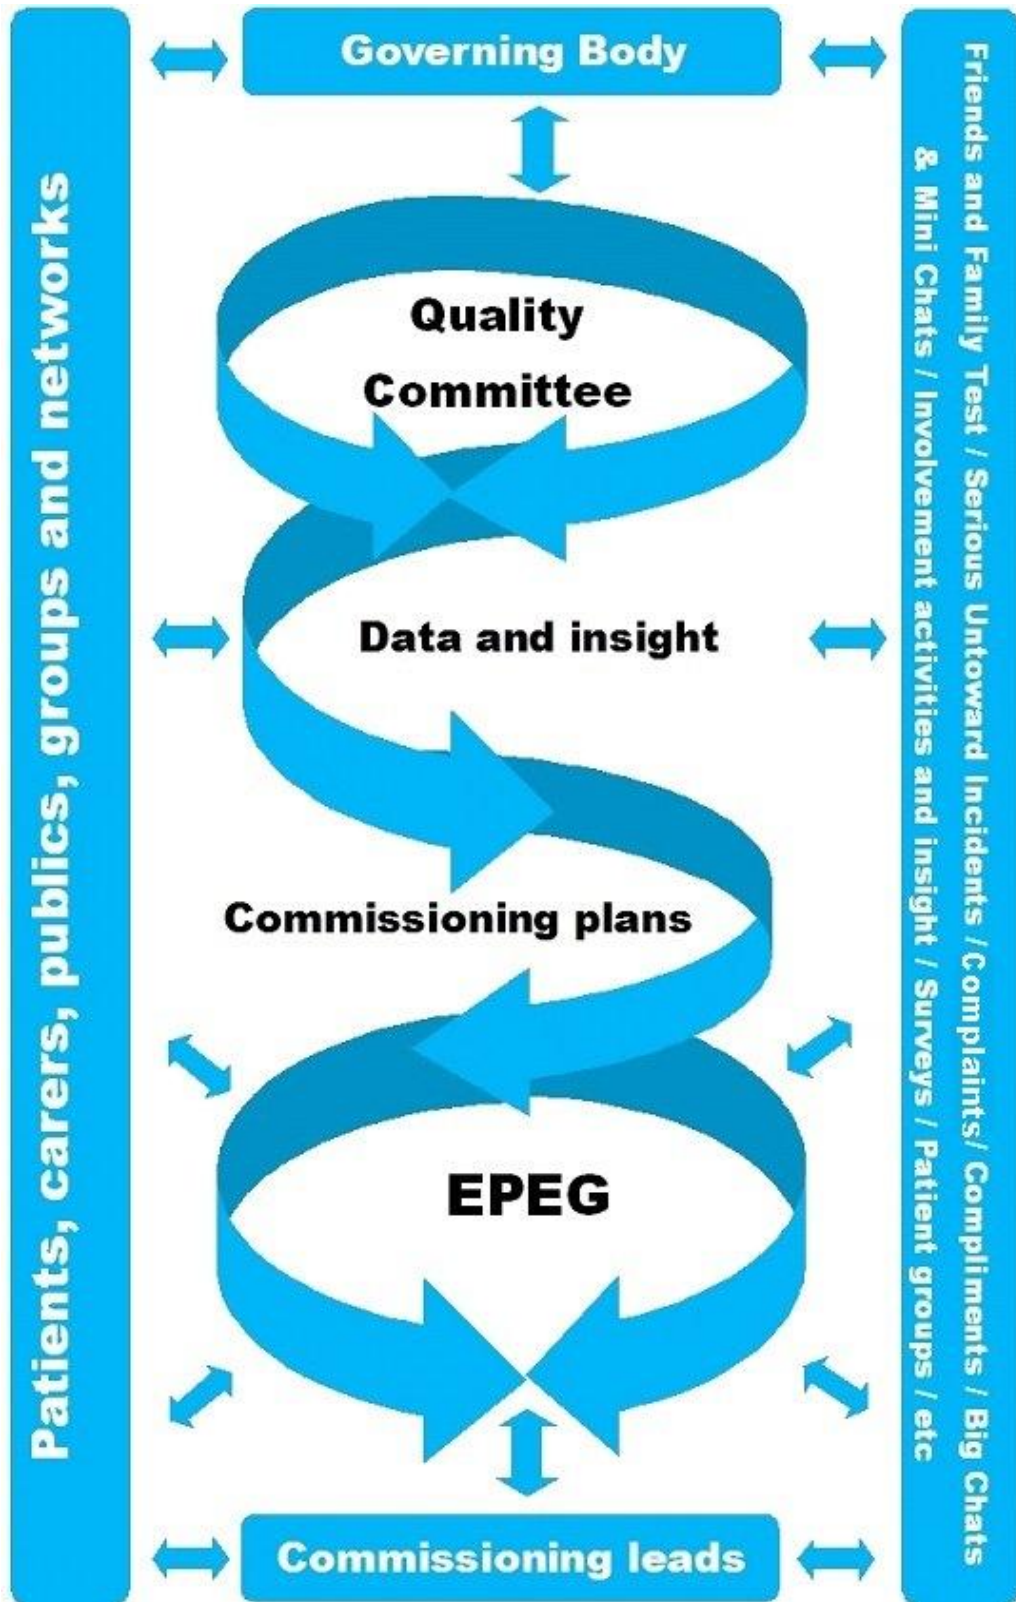 Governing Body
Patients, carers, publics, groups and networks
Quality
Committee
Data and insight
Commissioning plans
EPEG
Commissioning leads
Friends and Family Test / Serious Untoward Incidents /Complaints/ Compliments / Big Chats
& Mini Chats / Involvement activities and insight / Surveys / Patient groups / etc